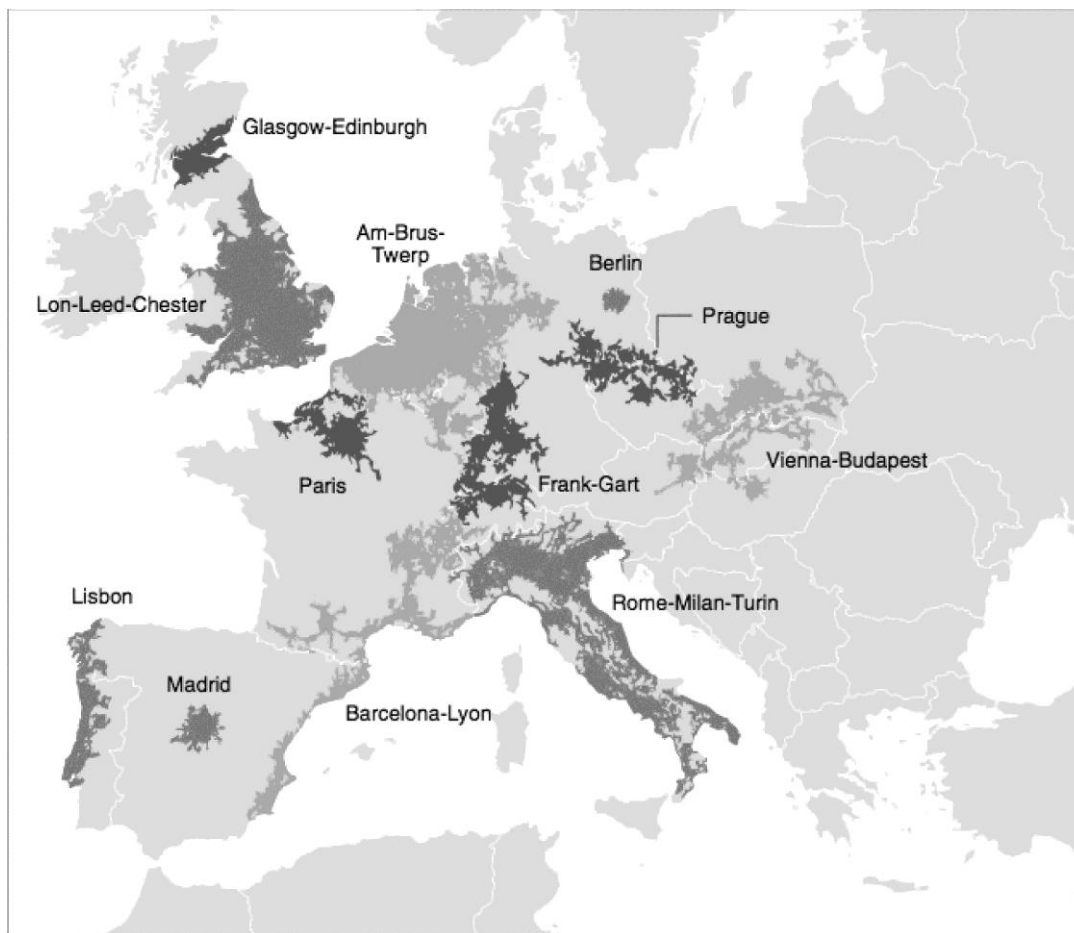 Glasgow-Edinburgh
Am-Brus-
Twerp
Berlin
Lon-Leed-Chester
Prague
Vienna-Budapest
Paris
Frank-Gart
Lisbon
Rome-Milan-Turin
Madrid
Barcelona-Lyon